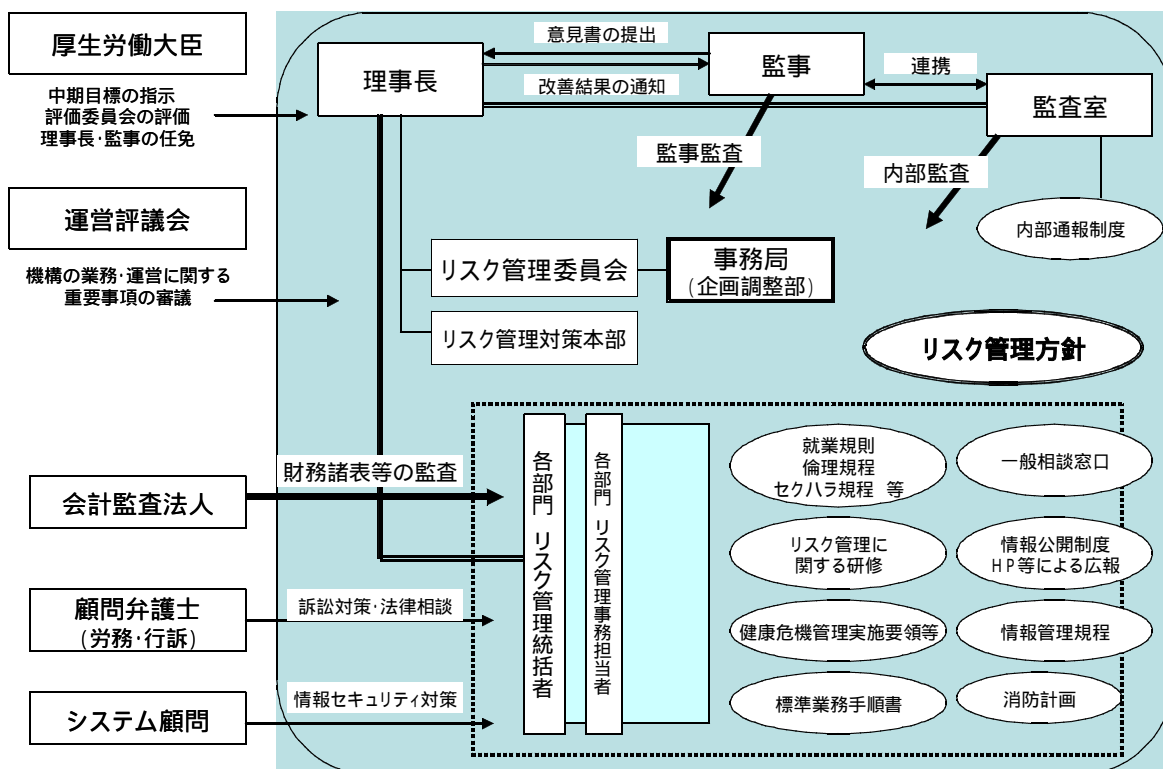 厚生労働大臣
中期目標の指示
評価委員会の評価
理事長・監事の任免
運営評議会
機構の業務・運営に関する
重要事項の審議
会計監査法人
財務諸表等の監査
顧問弁護士
(労務・行訴)
訴訟対策・法律相談
システム顧問
情報セキュリティ対策
理事長
意見書の提出
改善結果の通知
監事
連携
監査室
監事監査
内部監査
内部通報制度
リスク管理委員会
事務局
(企画調整部)
リスク管理対策本部
リスク管理方針
各部門 リスク管理統括者
各部門 リスク管理事務担当者
就業規則
倫理規程
セクハラ規程 等
一般相談窓口
リスク管理に
関する研修
情報公開制度
HP等による広報
健康危機管理実施要領等
情報管理規程
標準業務手順書
消防計画